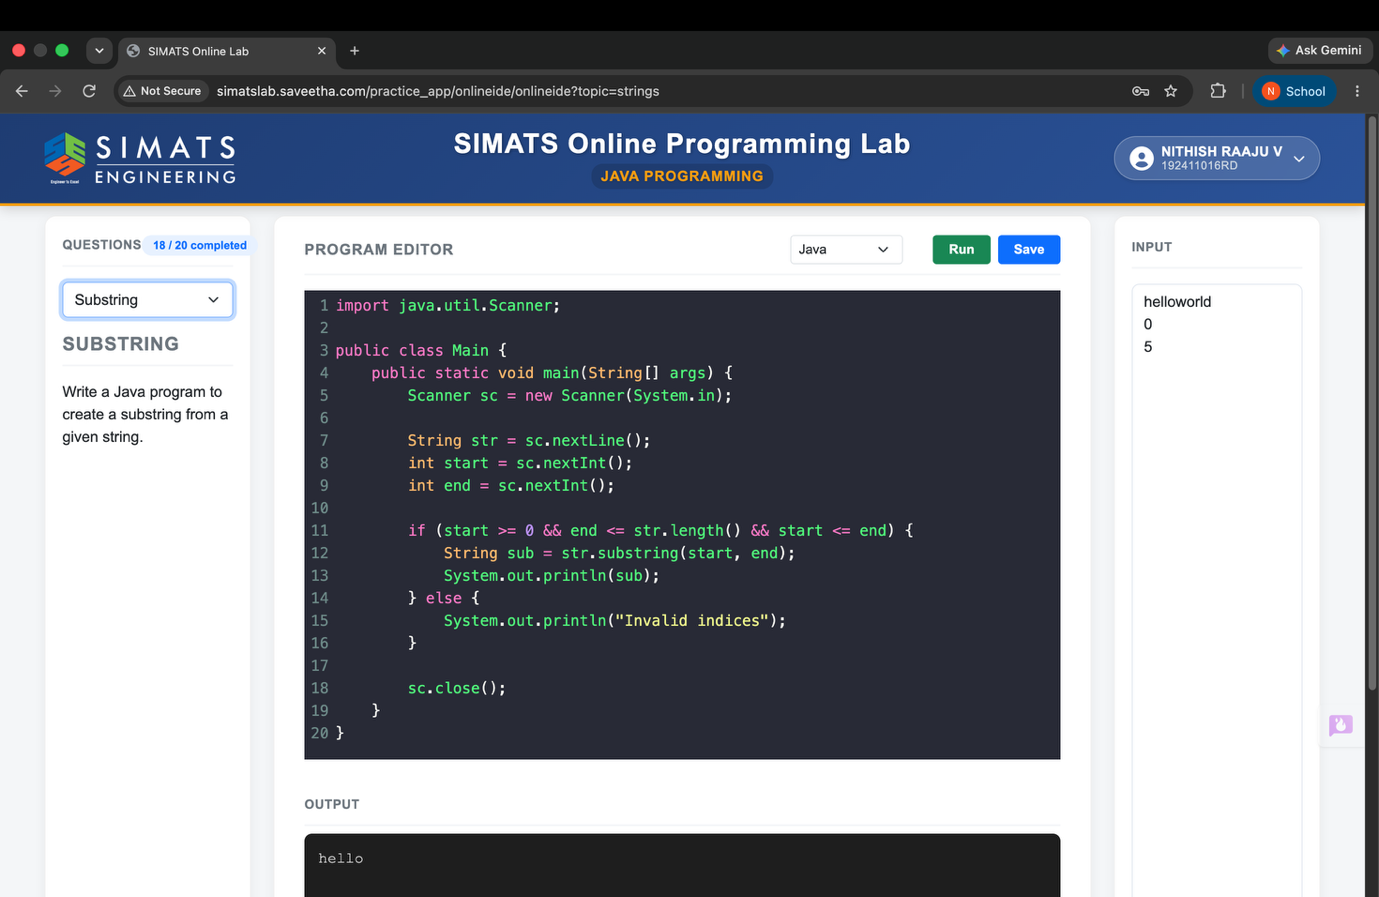 SIMATS Online Lab
Ask Gemini
Not Secure
simatslab.saveetha.com/practice_app/onlineide/onlineide?topic=strings
N School
SIMATS
ENGINEERING
Engineer to Excel
SIMATS Online Programming Lab
JAVA PROGRAMMING
NITHISH RAAJU V
192411016RD
QUESTIONS 18 / 20 completed
Substring
SUBSTRING
Write a Java program to
create a substring from a
given string.
PROGRAM EDITOR
Java
Run
Save
1 import java.util.Scanner;
2
3 public class Main {
4     public static void main(String[] args) {
5         Scanner sc = new Scanner(System.in);
6
7         String str = sc.nextLine();
8         int start = sc.nextInt();
9         int end = sc.nextInt();
10
11         if (start >= 0 && end <= str.length() && start <= end) {
12             String sub = str.substring(start, end);
13             System.out.println(sub);
14         } else {
15             System.out.println("Invalid indices");
16         }
17
18         sc.close();
19     }
20 }
OUTPUT
hello
INPUT
helloworld
0
5